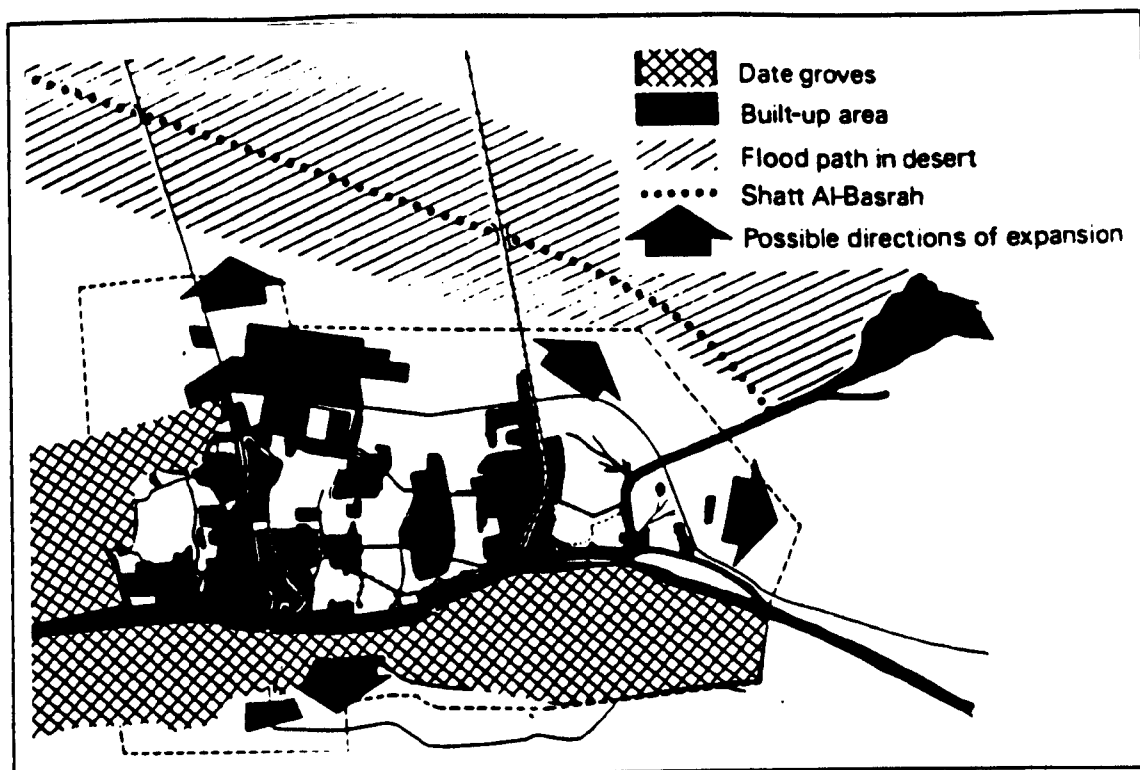 Date groves
Built-up area
Flood path in desert
Shatt Al-Basrah
Possible directions of expansion